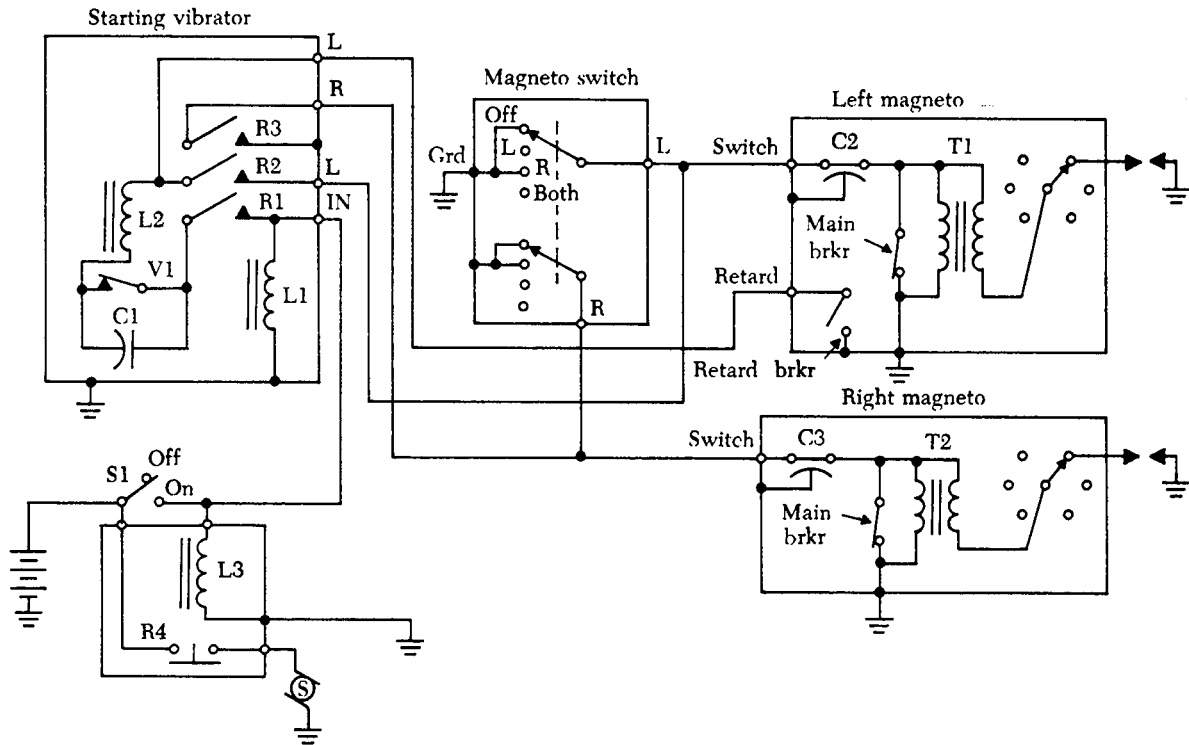 Starting vibrator
L
R
R3
R2
L
R1
IN
L2
V1
L1
C1
Magneto switch
Off
L
Grd
L
R
Both
R
Left magneto
Switch
C2
T1
Main
brkr
Retard
Retard brkr
Right magneto
Switch
C3
T2
Main
brkr
Off
S1
On
L3
R4
S